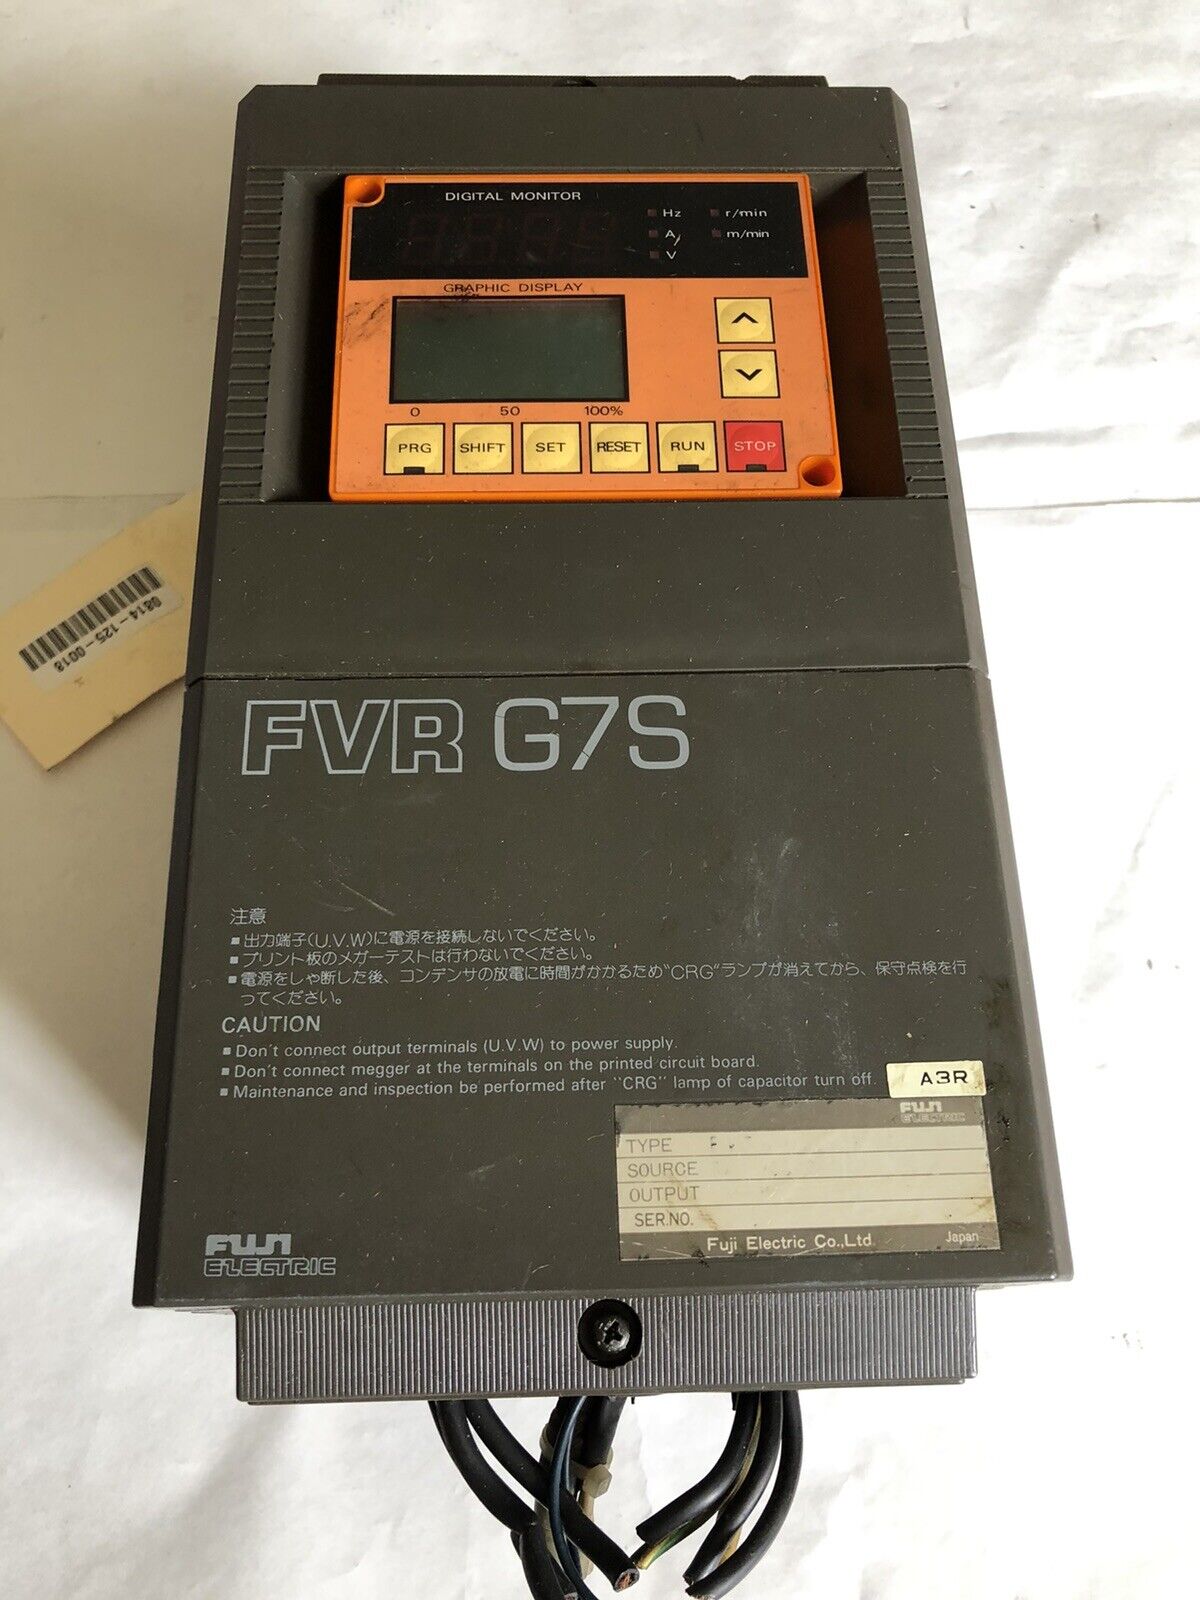 DIGITAL MONITOR
Hz r/min
A m/min
V
GRAPHIC DISPLAY
0 50 100%
PRG SHIFT SET RESET RUN STOP
0814-125-0018
FVR G7S
注意
■出力端子(U.V.W)に電源を接続しないでください。
■プリント板のメガーテストは行わないでください。
■電源をしゃ断した後、コンデンサの放電に時間がかかるため"CRG"ランプが消えてから、保守点検を行
ってください。
CAUTION
■Don't connect output terminals (U.V.W) to power supply.
■Don't connect megger at the terminals on the printed circuit board.
■Maintenance and inspection be performed after "CRG" lamp of capacitor turn off.
A3R
FUJI
ELECTRIC
TYPE
SOURCE
OUTPUT
SER.NO.
Fuji Electric Co.,Ltd. Japan
FUJI
ELECTRIC